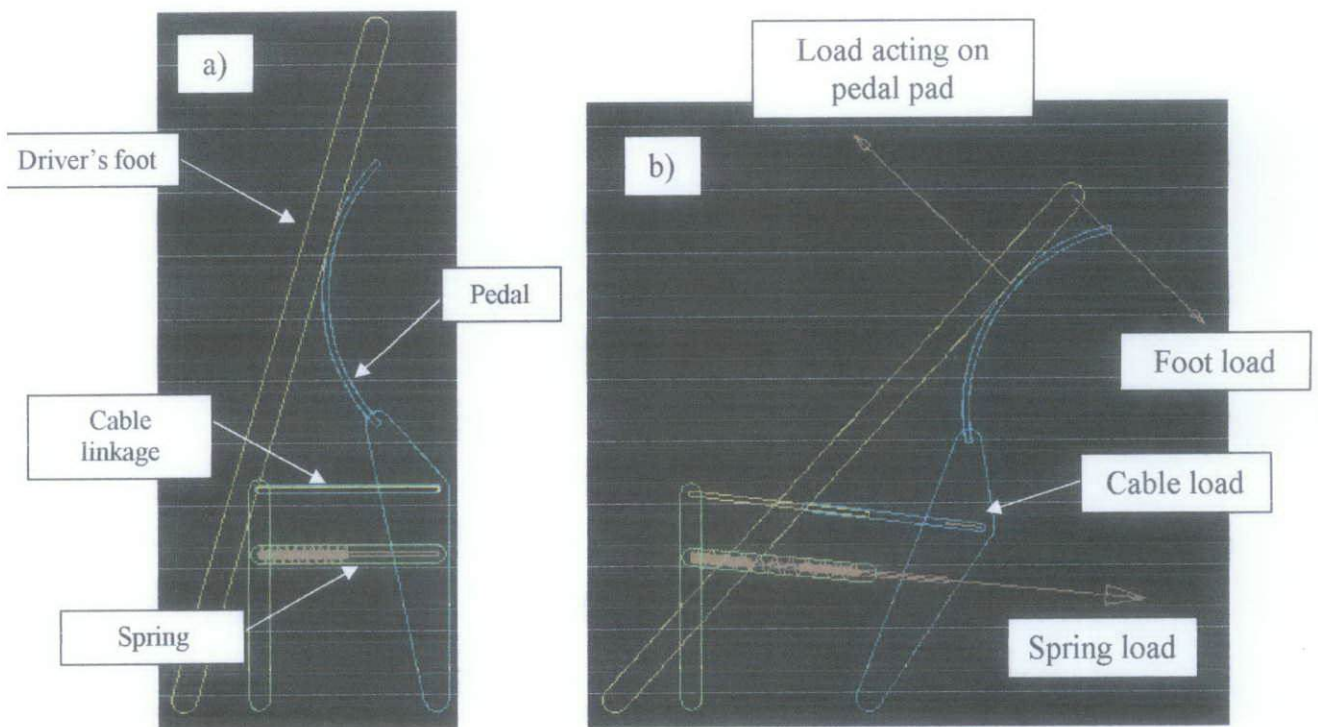 a)
Driver's foot
Pedal
Cable
linkage
Spring
Load acting on
pedal pad
b)
Foot load
Cable load
Spring load